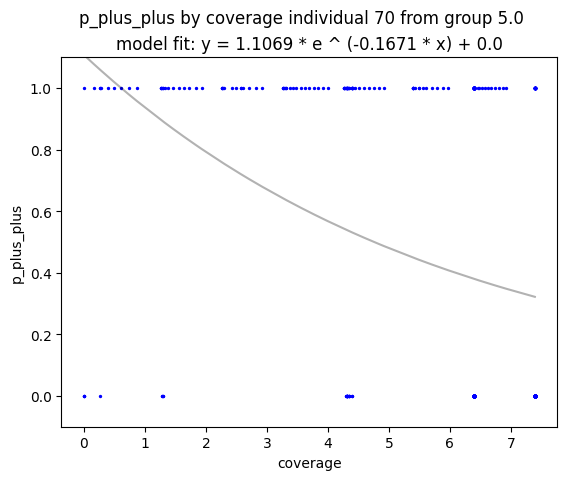 p_plus_plus by coverage individual 70 from group 5.0
model fit: y = 1.1069 * e ^ (-0.1671 * x) + 0.0
1.0
0.8
0.6
0.4
0.2
0.0
p_plus_plus
0 1 2 3 4 5 6 7
coverage